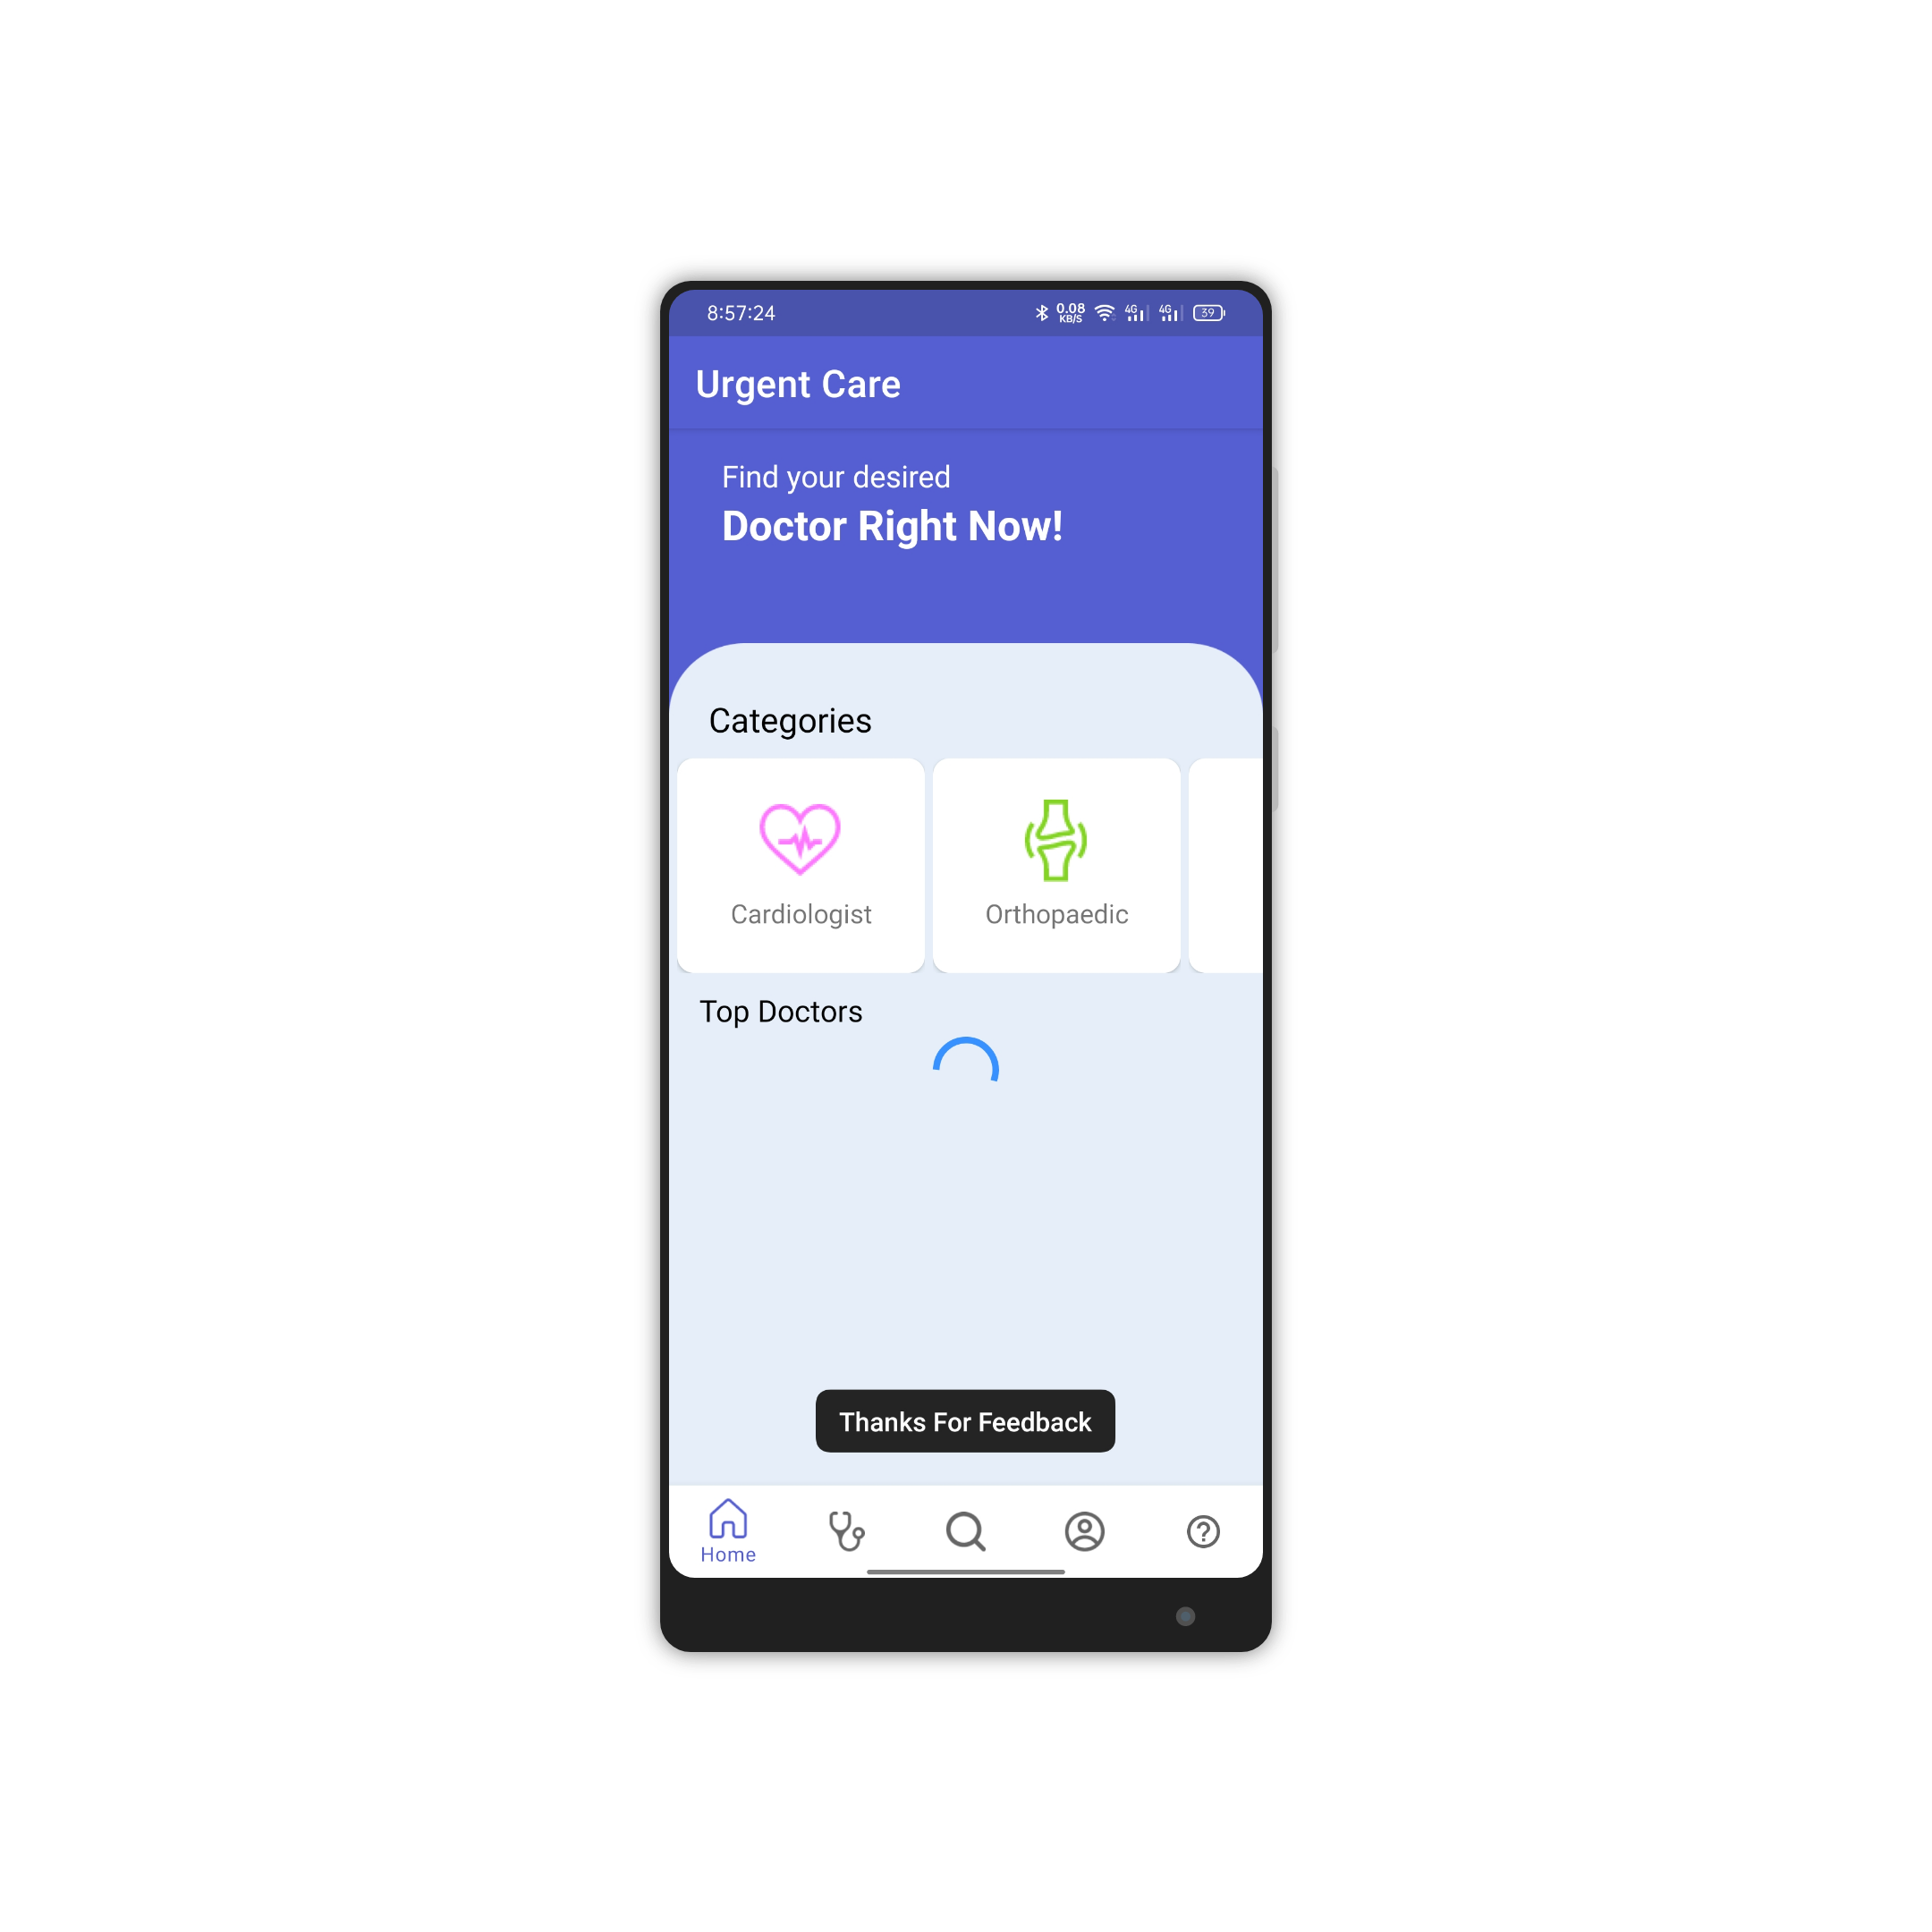 8:57:24
0.08
KB/S
4G
4G
39
Urgent Care
Find your desired
Doctor Right Now!
Categories
Cardiologist
Orthopaedic
Top Doctors
Thanks For Feedback
Home